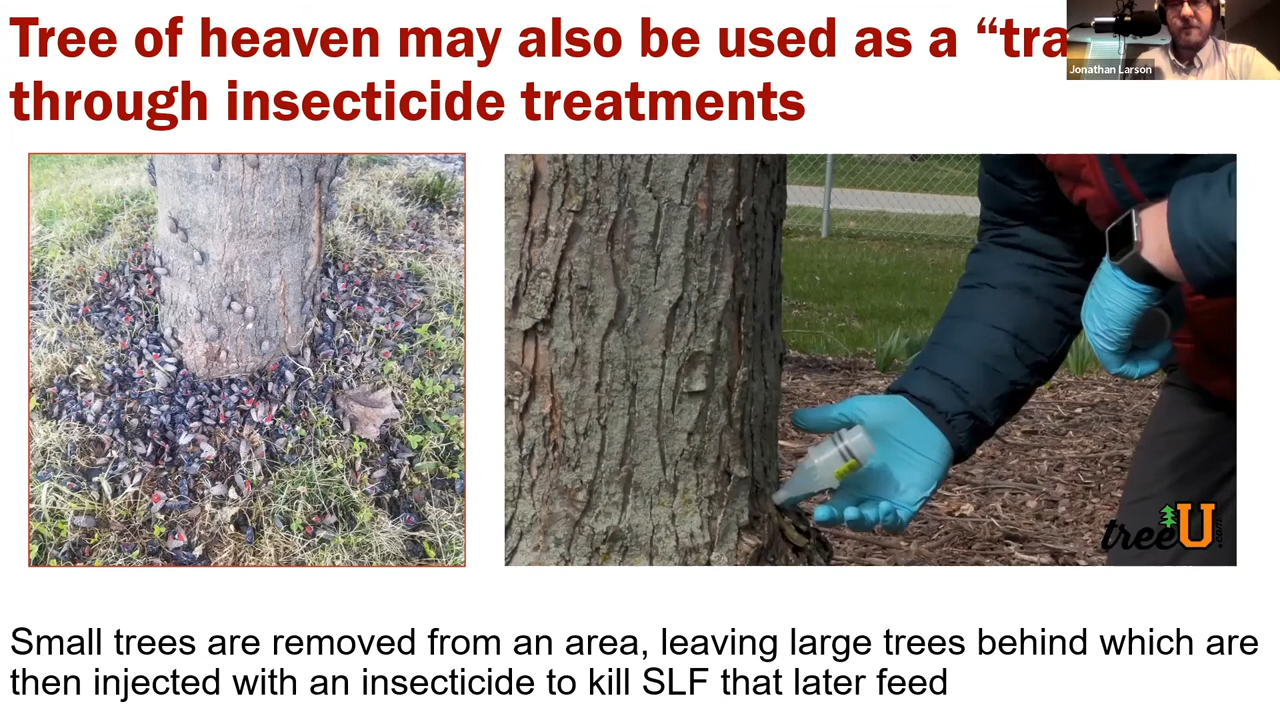 Tree of heaven may also be used as a “tra
through insecticide treatments
Jonathan Larson
treeU.com
Small trees are removed from an area, leaving large trees behind which are
then injected with an insecticide to kill SLF that later feed